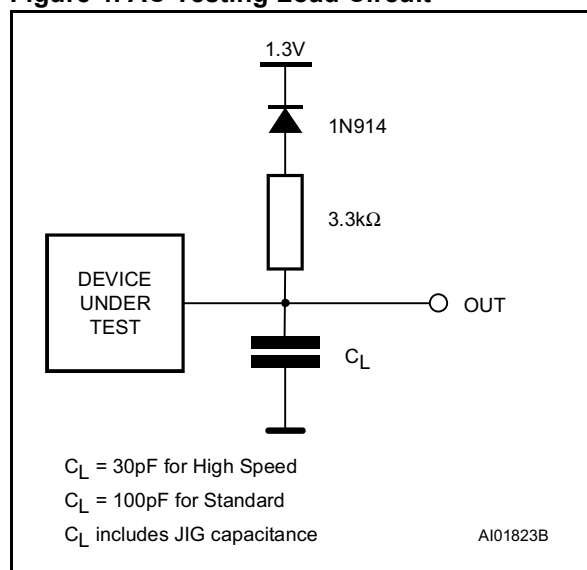 Figure 4. AC Testing Load Circuit
1.3V
1N914
3.3kΩ
DEVICE
UNDER
TEST
OUT
CL
CL = 30pF for High Speed
CL = 100pF for Standard
CL includes JIG capacitance
AI01823B